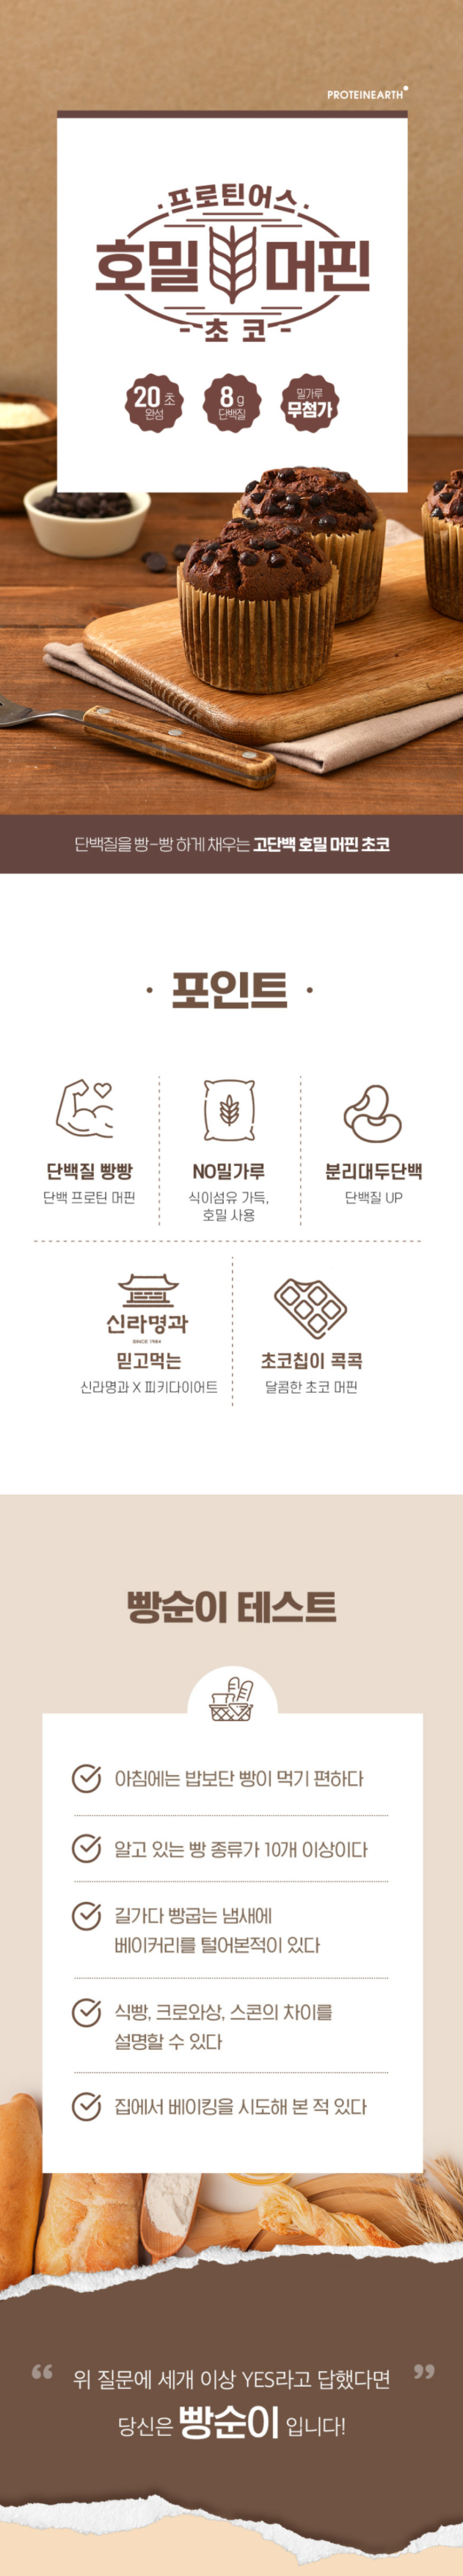 PROTEINEARTH
프로틴어스
호밀 머핀
초코
20초
완성
8g
단백질
밀가루
무첨가
단백질을 빵-빵 하게 채우는 고단백 호밀 머핀 초코
포인트
단백질 빵빵
단백 프로틴 머핀
NO밀가루
식이섬유 가득,
호밀 사용
분리대두단백
단백질 UP
신라명과
SINCE 1984
믿고먹는
신라명과 X 피키다이어트
초코칩이 콕콕
달콤한 초코 머핀
빵순이 테스트
아침에는 밥보단 빵이 먹기 편하다
알고 있는 빵 종류가 10개 이상이다
길가다 빵굽는 냄새에
베이커리를 털어본적이 있다
식빵, 크로와상, 스콘의 차이를
설명할 수 있다
집에서 베이킹을 시도해 본 적 있다
“ 위 질문에 세개 이상 YES라고 답했다면 ”
당신은 빵순이 입니다!